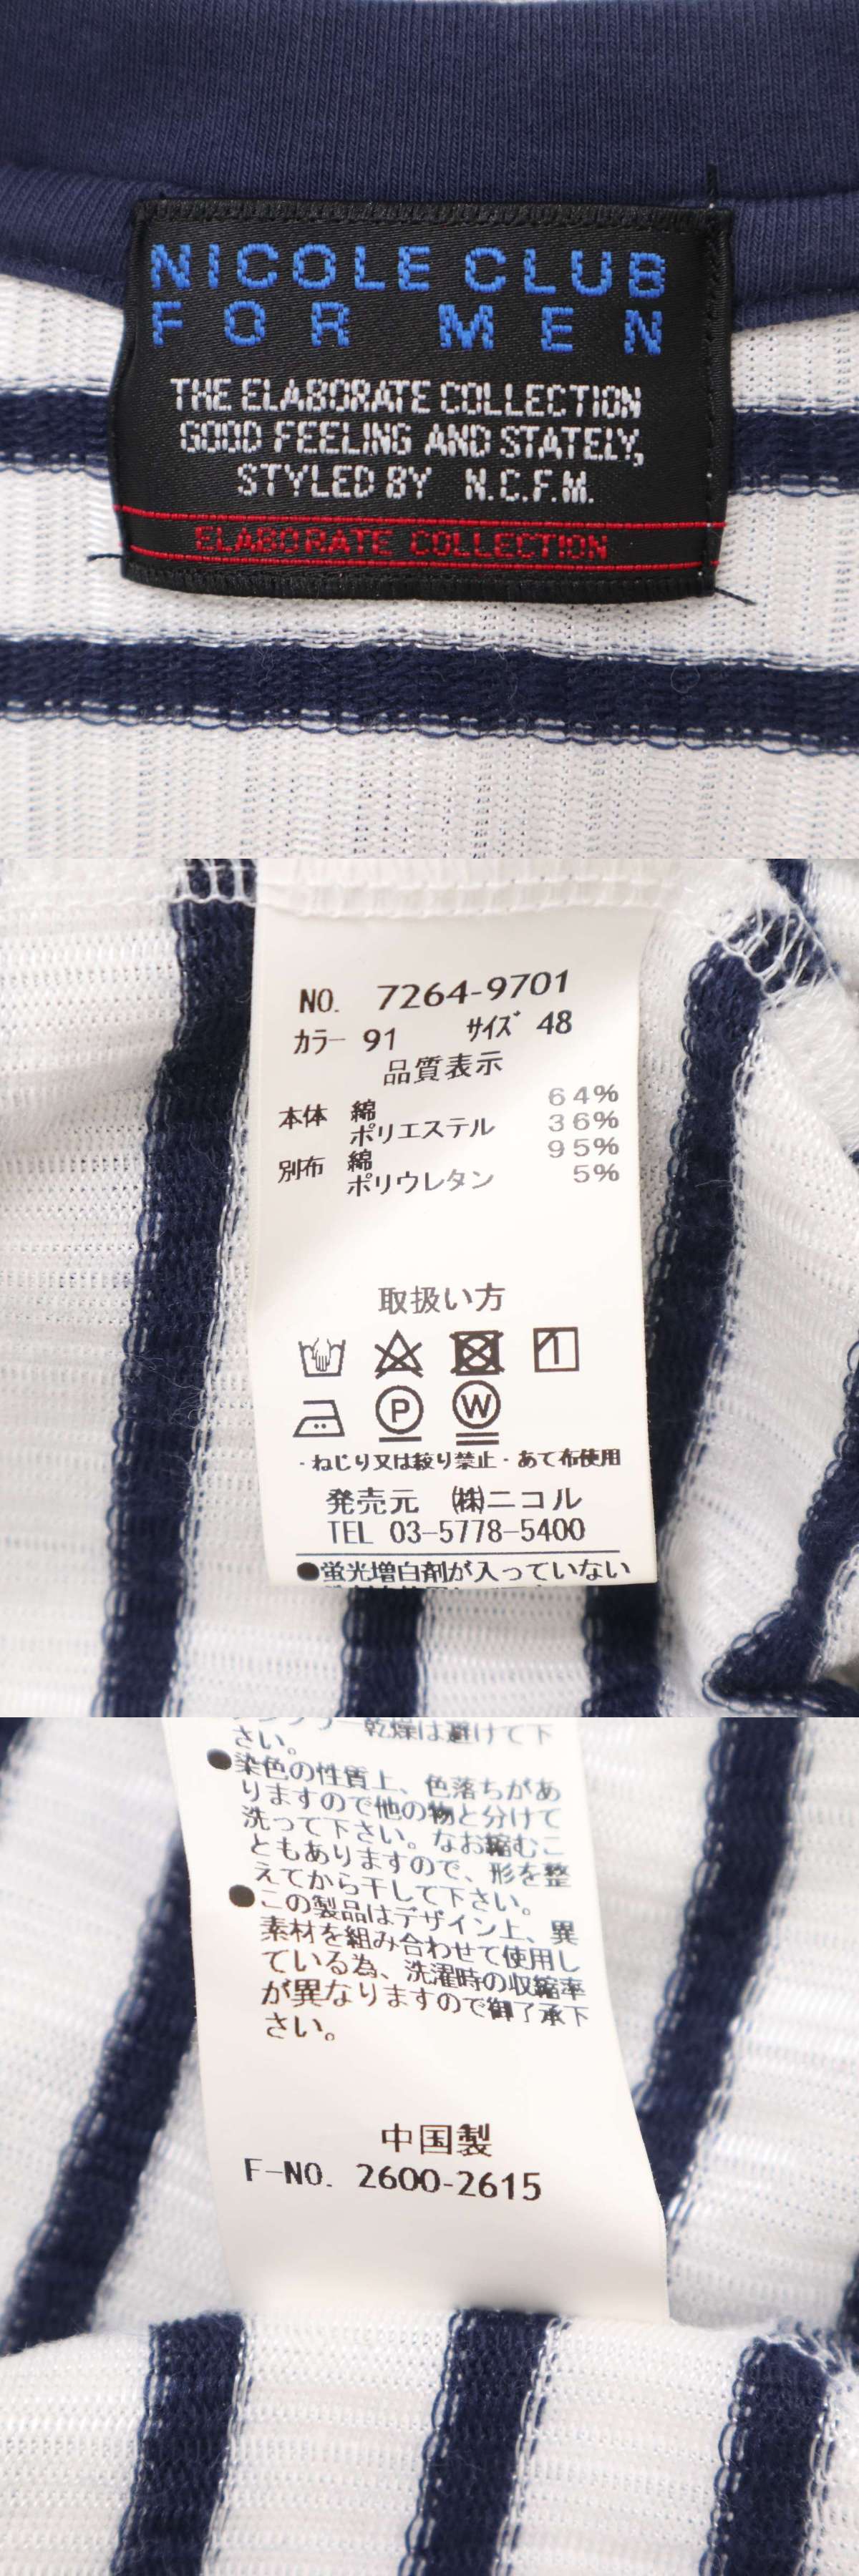 NICOLE CLUB
FOR MEN
THE ELABORATE COLLECTION
GOOD FEELING AND STATELY,
STYLED BY N.C.F.M.
ELABORATE COLLECTION
NO. 7264-9701
カラー 91 サイズ 48
品質表示
本体 綿 64%
ポリエステル 36%
別布 綿 95%
ポリウレタン 5%
取扱い方
P W
・ねじり又は絞り禁止・あて布使用
発売元 ㈱ニコル
TEL 03-5778-5400
●蛍光増白剤が入っていない
乾燥は避けて下
さい。
●染色の性質上、色落ちがあ
りますので他の物と分けて
洗って下さい。なお縮むこ
ともありますので、形を整
えてから干して下さい。
●この製品はデザイン上、異
素材を組み合わせて使用し
ている為、洗濯時の収縮率
が異なりますので御了承下
さい。
中国製
F-NO. 2600-2615